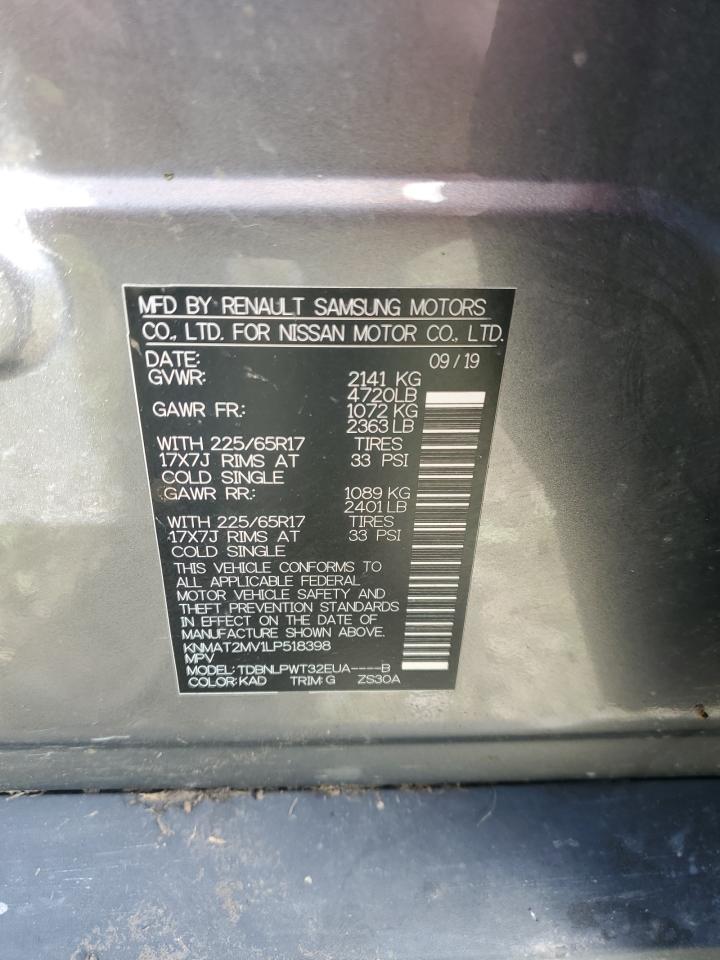 MFD BY RENAULT SAMSUNG MOTORS
CO., LTD. FOR NISSAN MOTOR CO., LTD.
DATE: 09/19
GVWR: 2141 KG
4720LB
GAWR FR.: 1072 KG
2363 LB
WITH 225/65R17 TIRES
17X7J RIMS AT 33 PSI
COLD SINGLE
GAWR RR.: 1089 KG
2401 LB
WITH 225/65R17 TIRES
17X7J RIMS AT 33 PSI
COLD SINGLE
THIS VEHICLE CONFORMS TO
ALL APPLICABLE FEDERAL
MOTOR VEHICLE SAFETY AND
THEFT PREVENTION STANDARDS
IN EFFECT ON THE DATE OF
MANUFACTURE SHOWN ABOVE.
KNMAT2MV1LP518398
MPV
MODEL: TDBNLPWT32EUA----B
COLOR: KAD TRIM: G ZS30A